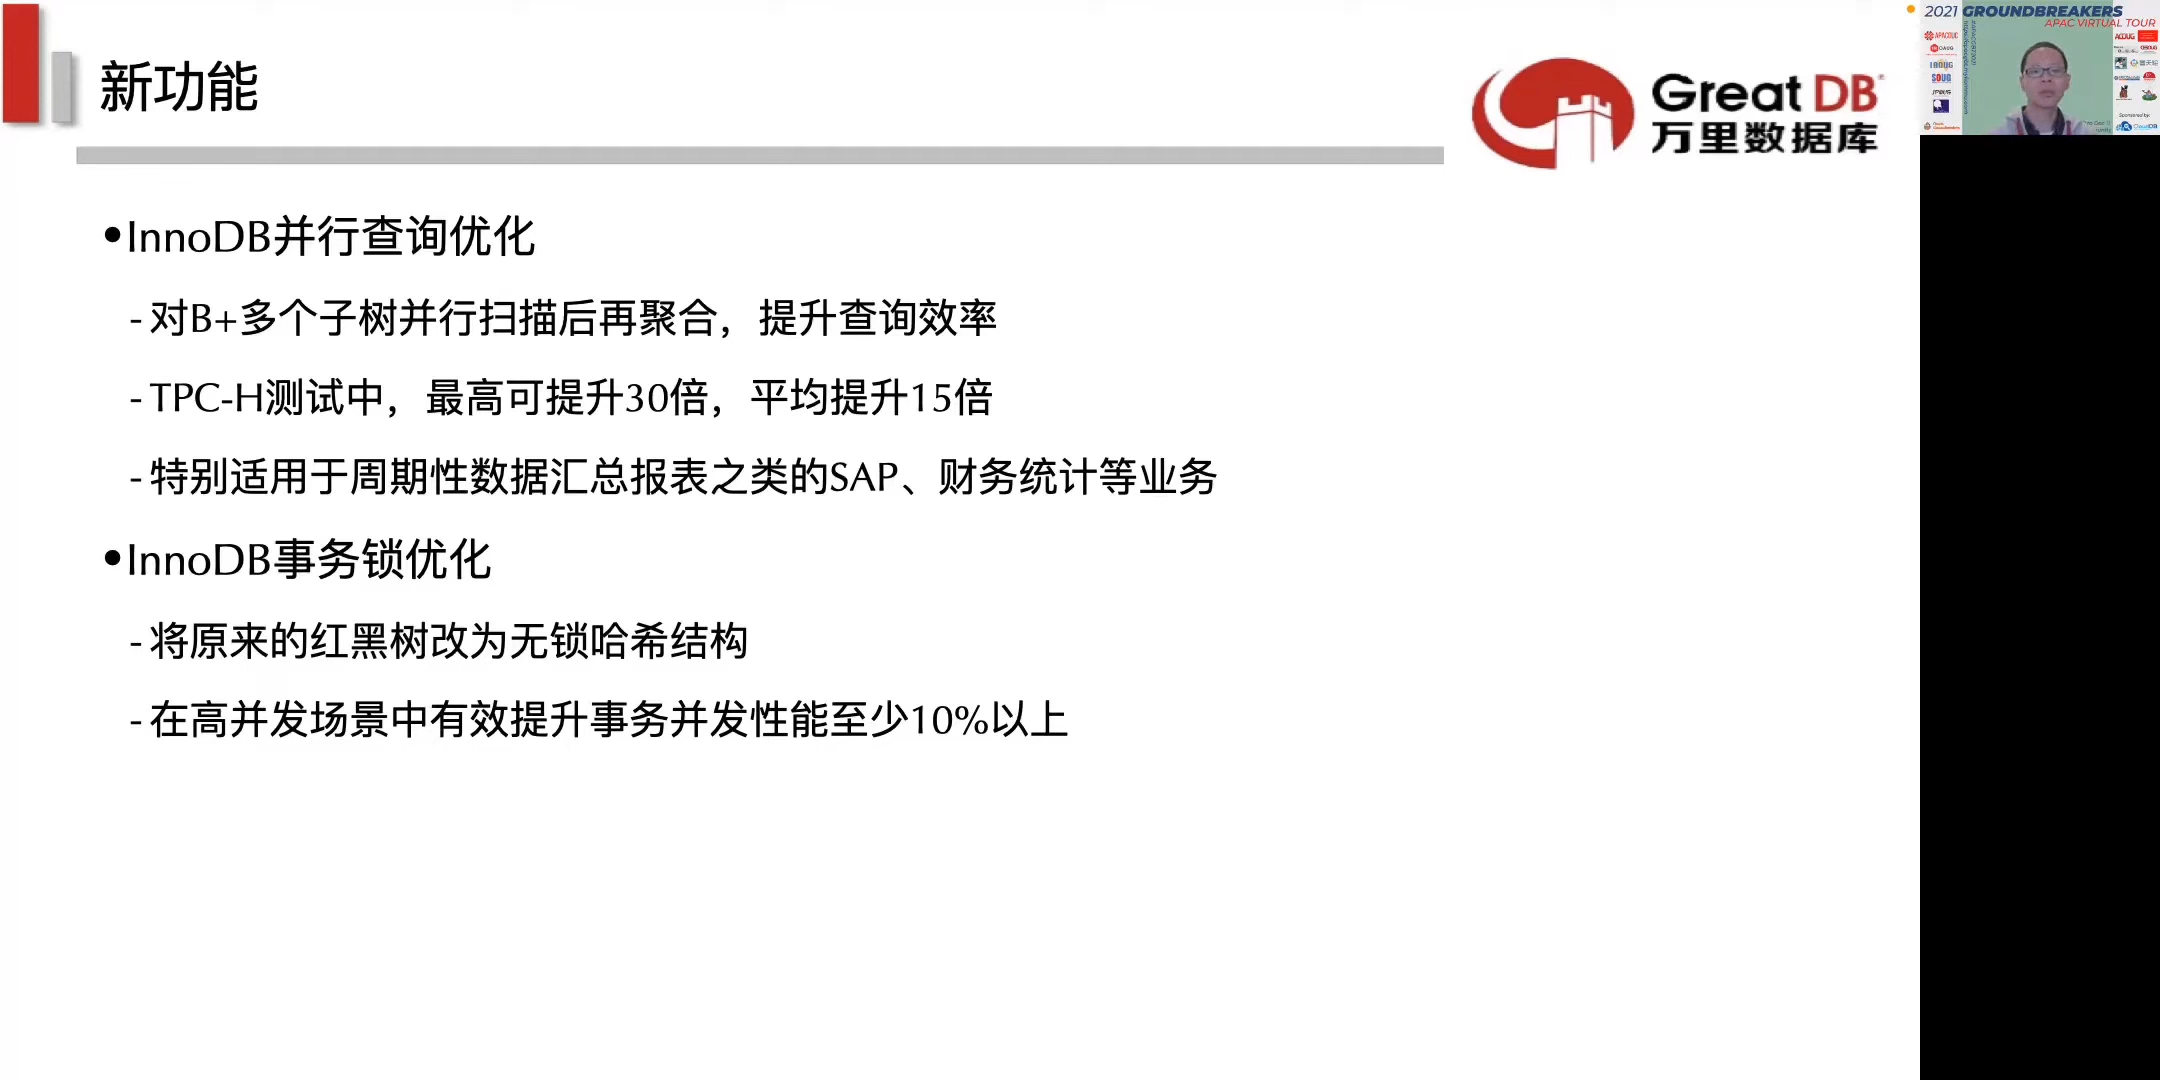 新功能
Great DB
万里数据库
•InnoDB并行查询优化
- 对B+多个子树并行扫描后再聚合，提升查询效率
- TPC-H测试中，最高可提升30倍，平均提升15倍
- 特别适用于周期性数据汇总报表之类的SAP、财务统计等业务
•InnoDB事务锁优化
- 将原来的红黑树改为无锁哈希结构
- 在高并发场景中有效提升事务并发性能至少10%以上
2021 GROUNDBREAKERS
APAC VIRTUAL TOUR
APACOUC
ACOUG
SOUG
Sponsored by:
CloudDB